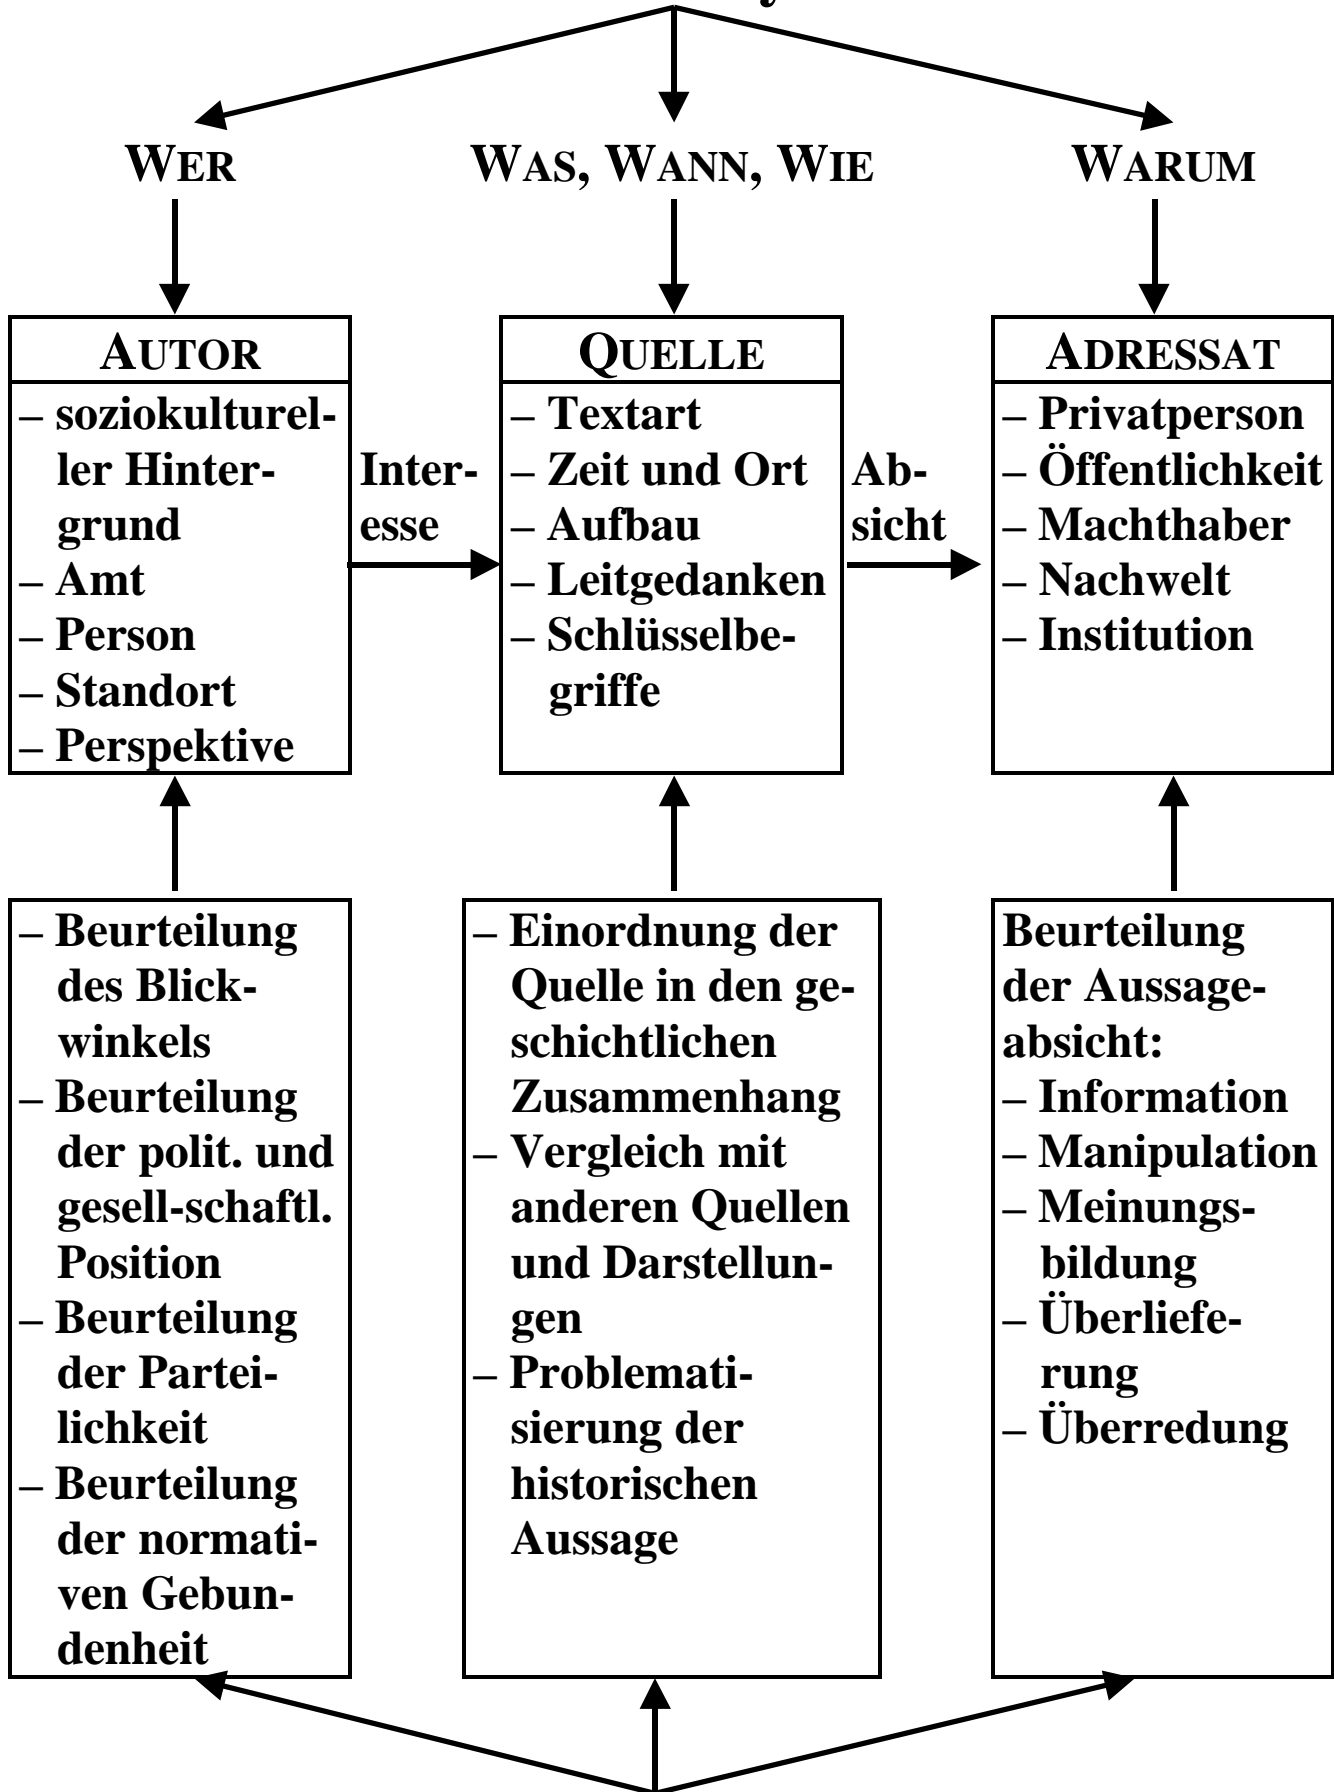 WER
WAS, WANN, WIE
WARUM
AUTOR
– soziokulturel-
ler Hinter-
grund
– Amt
– Person
– Standort
– Perspektive
Inter-
esse
QUELLE
– Textart
– Zeit und Ort
– Aufbau
– Leitgedanken
– Schlüsselbe-
griffe
Ab-
sicht
ADRESSAT
– Privatperson
– Öffentlichkeit
– Machthaber
– Nachwelt
– Institution
– Beurteilung
des Blick-
winkels
– Beurteilung
der polit. und
gesell-schaftl.
Position
– Beurteilung
der Partei-
lichkeit
– Beurteilung
der normati-
ven Gebun-
denheit
– Einordnung der
Quelle in den ge-
schichtlichen
Zusammenhang
– Vergleich mit
anderen Quellen
und Darstellun-
gen
– Problemati-
sierung der
historischen
Aussage
Beurteilung
der Aussage-
absicht:
– Information
– Manipulation
– Meinungs-
bildung
– Überliefe-
rung
– Überredung